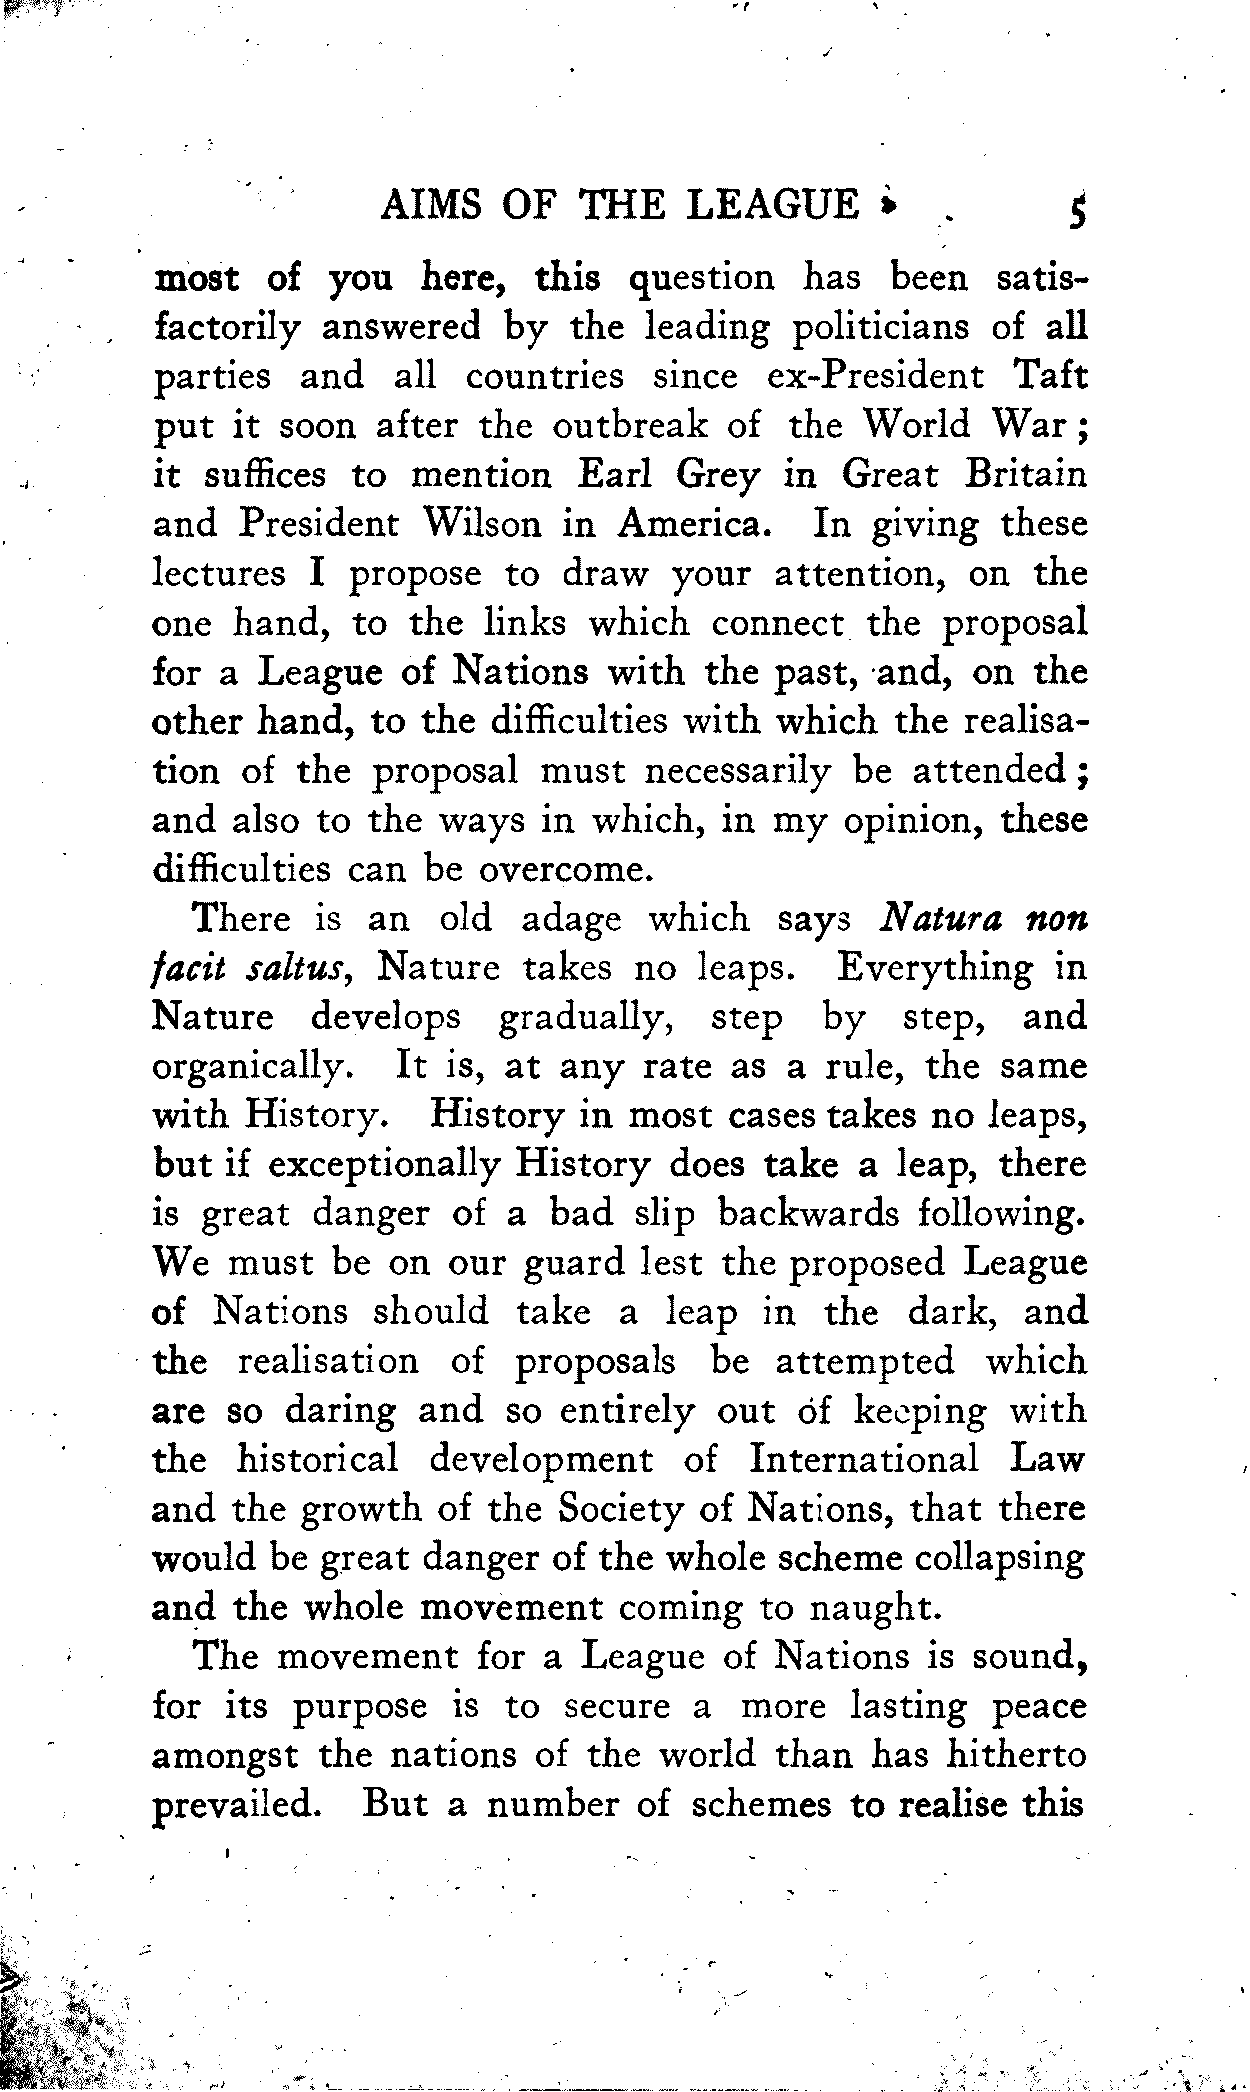 AIMS OF THE LEAGUE 5
most of you here, this question has been satis-
factorily answered by the leading politicians of all
parties and all countries since ex-President Taft
put it soon after the outbreak of the World War ;
it suffices to mention Earl Grey in Great Britain
and President Wilson in America. In giving these
lectures I propose to draw your attention, on the
one hand, to the links which connect the proposal
for a League of Nations with the past, and, on the
other hand, to the difficulties with which the realisa-
tion of the proposal must necessarily be attended ;
and also to the ways in which, in my opinion, these
difficulties can be overcome.
There is an old adage which says Natura non
facit saltus, Nature takes no leaps. Everything in
Nature develops gradually, step by step, and
organically. It is, at any rate as a rule, the same
with History. History in most cases takes no leaps,
but if exceptionally History does take a leap, there
is great danger of a bad slip backwards following.
We must be on our guard lest the proposed League
of Nations should take a leap in the dark, and
the realisation of proposals be attempted which
are so daring and so entirely out of keeping with
the historical development of International Law
and the growth of the Society of Nations, that there
would be great danger of the whole scheme collapsing
and the whole movement coming to naught.
The movement for a League of Nations is sound,
for its purpose is to secure a more lasting peace
amongst the nations of the world than has hitherto
prevailed. But a number of schemes to realise this